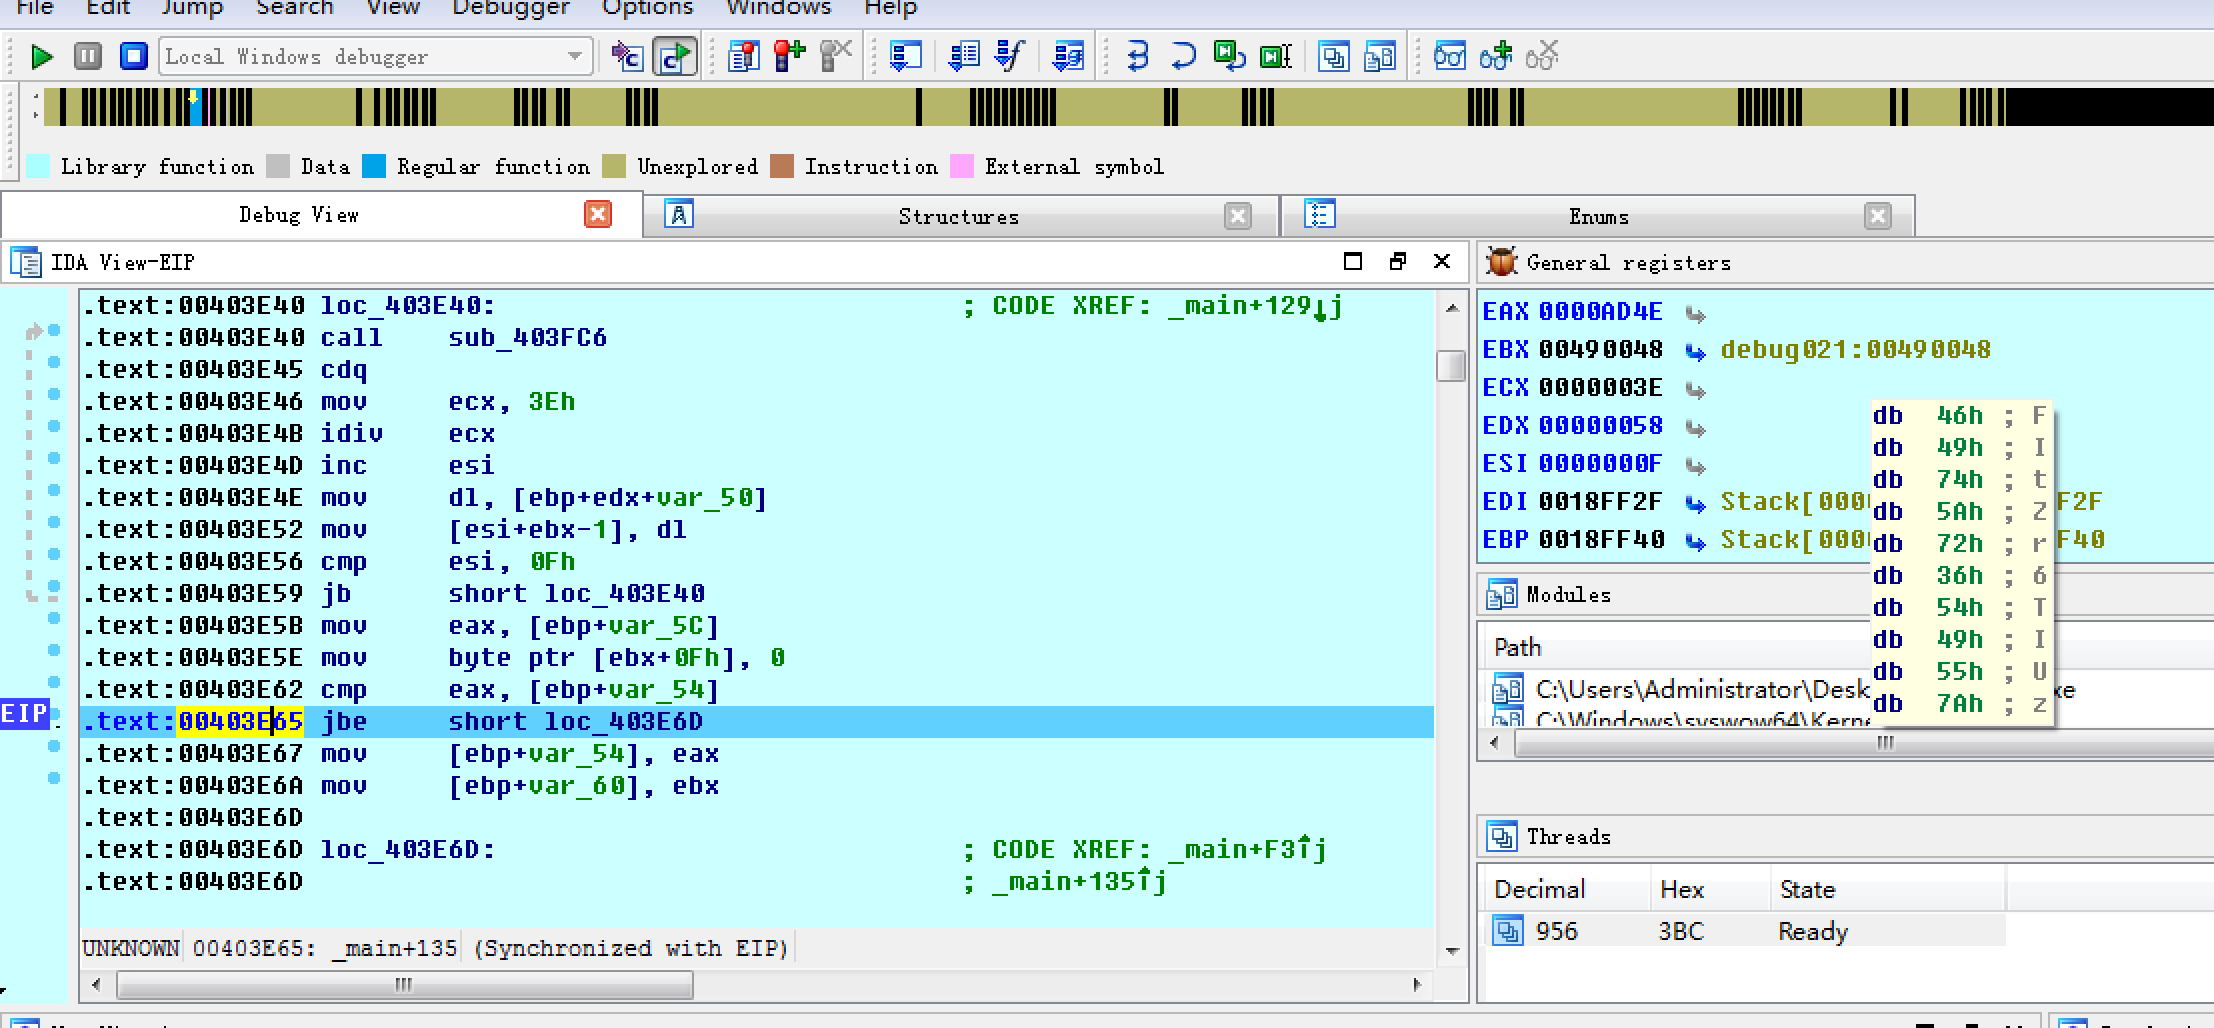 File Edit Jump Search View Debugger Options Windows Help
Local Windows debugger
Library function Data Regular function Unexplored Instruction External symbol
Debug View Structures Enums
IDA View-EIP
.text:00403E40 loc_403E40: ; CODE XREF: _main+129↓j
.text:00403E40 call sub_403FC6
.text:00403E45 cdq
.text:00403E46 mov ecx, 3Eh
.text:00403E4B idiv ecx
.text:00403E4D inc esi
.text:00403E4E mov dl, [ebp+edx+var_50]
.text:00403E52 mov [esi+ebx-1], dl
.text:00403E56 cmp esi, 0Fh
.text:00403E59 jb short loc_403E40
.text:00403E5B mov eax, [ebp+var_5C]
.text:00403E5E mov byte ptr [ebx+0Fh], 0
.text:00403E62 cmp eax, [ebp+var_54]
EIP .text:00403E65 jbe short loc_403E6D
.text:00403E67 mov [ebp+var_54], eax
.text:00403E6A mov [ebp+var_60], ebx
.text:00403E6D
.text:00403E6D loc_403E6D: ; CODE XREF: _main+F3↑j
.text:00403E6D ; _main+135↑j
UNKNOWN 00403E65: _main+135 (Synchronized with EIP)
General registers
EAX 0000AD4E
EBX 00490048 debug021:00490048
ECX 0000003E
EDX 00000058
ESI 0000000F
EDI 0018FF2F Stack[000 F2F
EBP 0018FF40 Stack[000 F40
db 46h ; F
db 49h ; I
db 74h ; t
db 5Ah ; Z
db 72h ; r
db 36h ; 6
db 54h ; T
db 49h ; I
db 55h ; U
db 7Ah ; z
Modules
Path
C:\Users\Administrator\Desk xe
C:\Windows\syswow64\Kerne
Threads
Decimal Hex State
956 3BC Ready